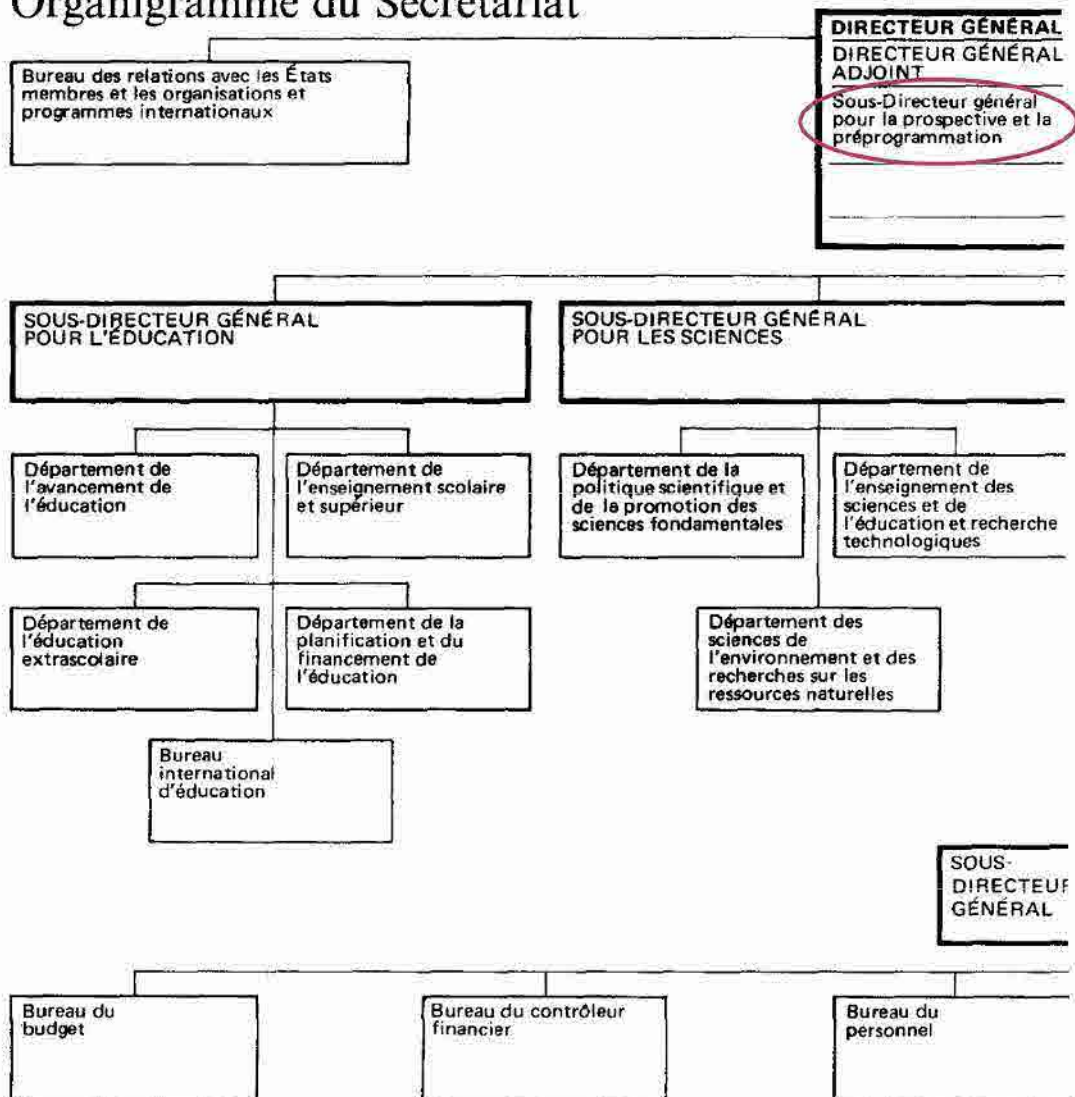 Organigramme du Secrétariat
DIRECTEUR GÉNÉRAL
DIRECTEUR GÉNÉRAL
ADJOINT
Sous-Directeur général
pour la prospective et la
préprogrammation
Bureau des relations avec les États
membres et les organisations et
programmes internationaux
SOUS-DIRECTEUR GÉNÉRAL
POUR L'ÉDUCATION
SOUS-DIRECTEUR GÉNÉRAL
POUR LES SCIENCES
Département de
l'avancement de
l'éducation
Département de
l'enseignement scolaire
et supérieur
Département de la
politique scientifique et
de la promotion des
sciences fondamentales
Département de
l'enseignement des
sciences et de
l'éducation et recherche
technologiques
Département de
l'éducation
extrascolaire
Département de la
planification et du
financement de
l'éducation
Département des
sciences de
l'environnement et des
recherches sur les
ressources naturelles
Bureau
international
d'éducation
SOUS-
DIRECTEUR
GÉNÉRAL
Bureau du
budget
Bureau du contrôleur
financier
Bureau du
personnel